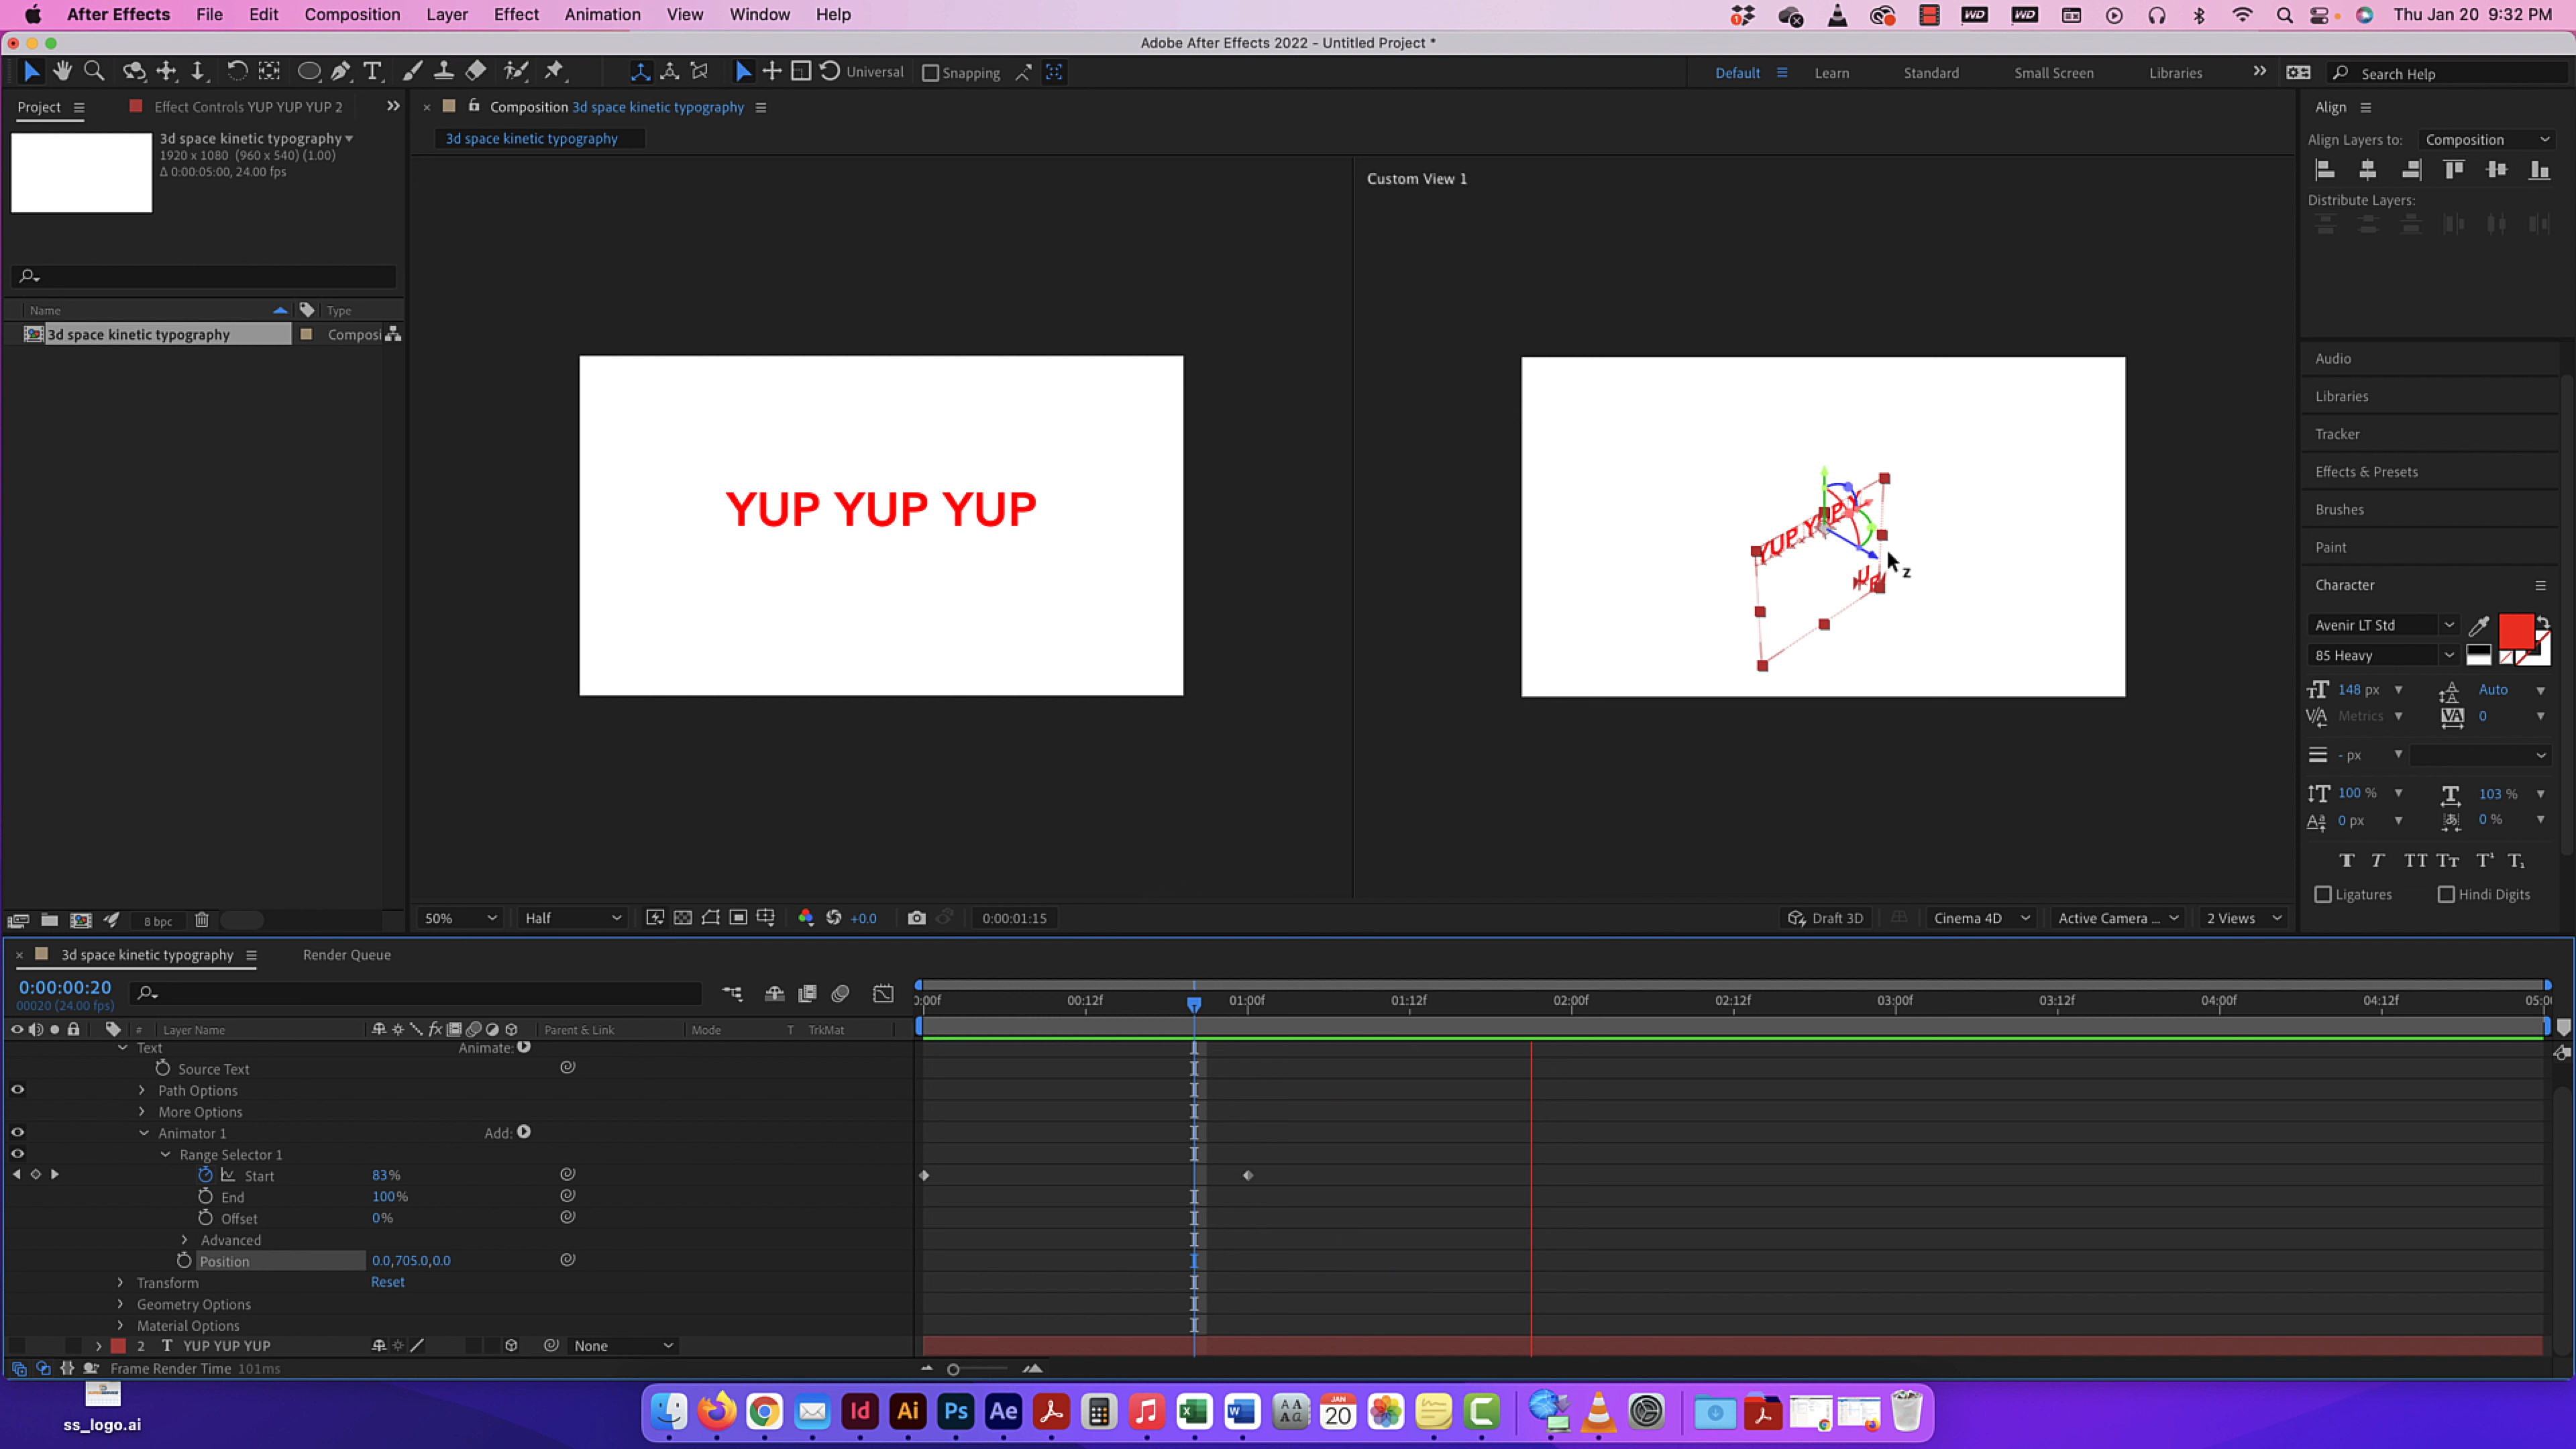 After Effects File Edit Composition Layer Effect Animation View Window Help
Thu Jan 20 9:32 PM
Adobe After Effects 2022 - Untitled Project *
Universal Snapping Default Learn Standard Small Screen Libraries Search Help
Project Effect Controls YUP YUP YUP 2
Composition 3d space kinetic typography
3d space kinetic typography
3d space kinetic typography
1920 x 1080 (960 x 540) (1.00)
Δ 0:00:05:00, 24.00 fps
Name Type
3d space kinetic typography Composi
Custom View 1
YUP YUP YUP
YUP YUP Y
Align
Align Layers to: Composition
Distribute Layers:
Audio
Libraries
Tracker
Effects & Presets
Brushes
Paint
Character
Avenir LT Std
85 Heavy
148 px Auto
Metrics 0
- px
100 % 103 %
0 px 0 %
Ligatures Hindi Digits
8 bpc
50% Half +0.0 0:00:01:15 Draft 3D Cinema 4D Active Camera ... 2 Views
3d space kinetic typography Render Queue
0:00:00:20
00020 (24.00 fps)
0:00f 00:12f 01:00f 01:12f 02:00f 02:12f 03:00f 03:12f 04:00f 04:12f 05:0
# Layer Name Parent & Link Mode T TrkMat
Text Animate:
Source Text
Path Options
More Options
Animator 1 Add:
Range Selector 1
Start 83%
End 100%
Offset 0%
Advanced
Position 0.0,705.0,0.0
Transform Reset
Geometry Options
Material Options
2 T YUP YUP YUP None
Frame Render Time 101ms
ss_logo.ai
Id Ai Ps Ae
JAN
20